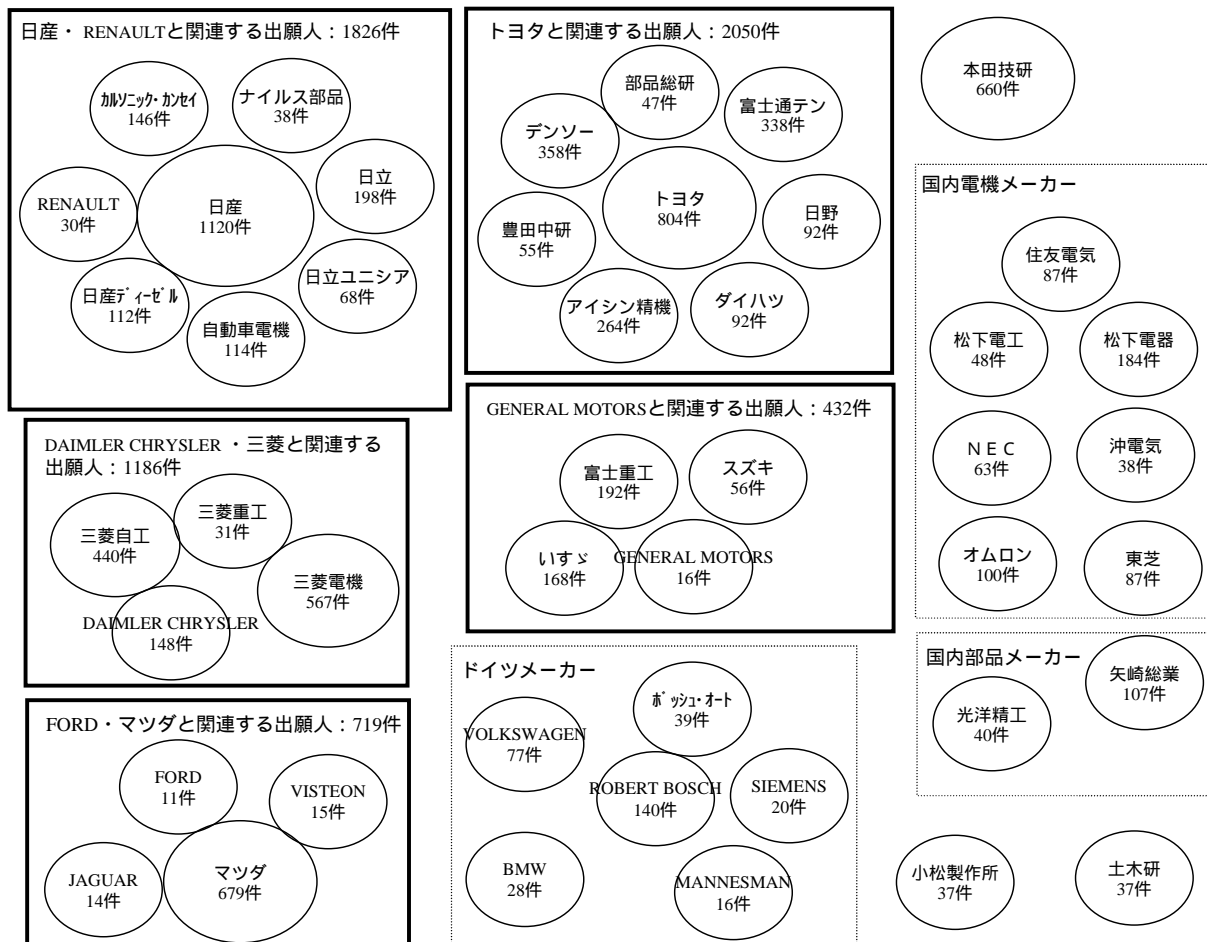 日産・ RENAULTと関連する出願人：1826件
ｶﾙｿﾆｯｸ･ｶﾝｾｲ
146件
ナイルス部品
38件
RENAULT
30件
日産
1120件
日立
198件
日産ﾃﾞｨｰｾﾞﾙ
112件
自動車電機
114件
日立ユニシア
68件
トヨタと関連する出願人：2050件
部品総研
47件
デンソー
358件
富士通テン
338件
トヨタ
804件
豊田中研
55件
日野
92件
アイシン精機
264件
ダイハツ
92件
本田技研
660件
国内電機メーカー
住友電気
87件
松下電工
48件
松下電器
184件
ＮＥＣ
63件
沖電気
38件
オムロン
100件
東芝
87件
DAIMLER CHRYSLER ・三菱と関連する
出願人：1186件
三菱自工
440件
三菱重工
31件
三菱電機
567件
DAIMLER CHRYSLER
148件
GENERAL MOTORSと関連する出願人：432件
富士重工
192件
スズキ
56件
いすゞ
168件
GENERAL MOTORS
16件
FORD・マツダと関連する出願人：719件
FORD
11件
VISTEON
15件
JAGUAR
14件
マツダ
679件
ドイツメーカー
VOLKSWAGEN
77件
ﾎﾞｯｼｭ･ｵｰﾄ
39件
ROBERT BOSCH
140件
SIEMENS
20件
BMW
28件
MANNESMAN
16件
国内部品メーカー
矢崎総業
107件
光洋精工
40件
小松製作所
37件
土木研
37件